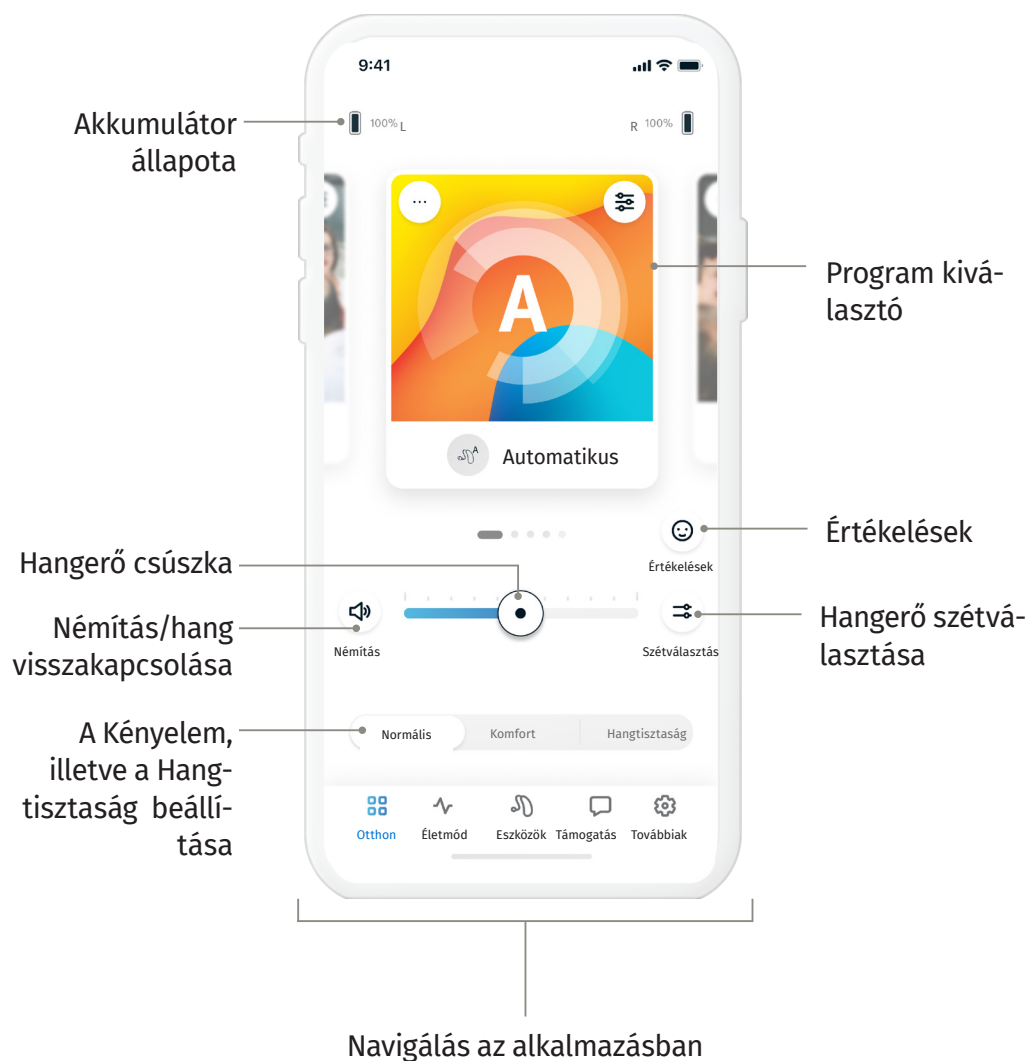 9:41
Akkumulátor
állapota
100% L
R 100%
...
A
Program kivá-
lasztó
A
Automatikus
Értékelések
Értékelések
Hangerő csúszka
Némítás/hang
visszakapcsolása
Némítás
Szétválasztás
Hangerő szétvá-
lasztása
A Kényelem,
illetve a Hang-
tisztaság beállí-
tása
Normális
Komfort
Hangtisztaság
Otthon
Életmód
Eszközök
Támogatás
Továbbiak
Navigálás az alkalmazásban